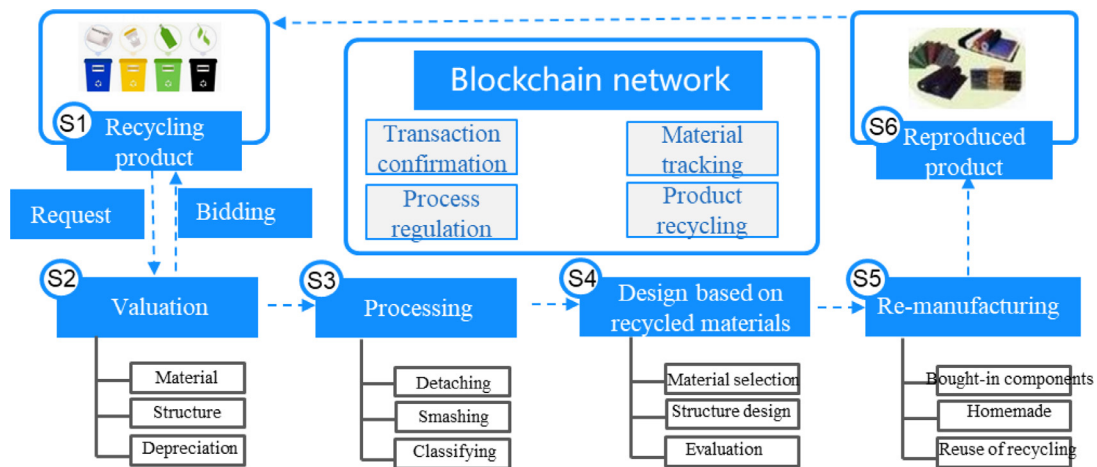 Blockchain network
Transaction
confirmation
Material
tracking
Process
regulation
Product
recycling
S1
Recycling
product
S6
Reproduced
product
Request
Bidding
S2
Valuation
Material
Structure
Depreciation
S3
Processing
Detaching
Smashing
Classifying
S4
Design based on
recycled materials
Material selection
Structure design
Evaluation
S5
Re-manufacturing
Bought-in components
Homemade
Reuse of recycling